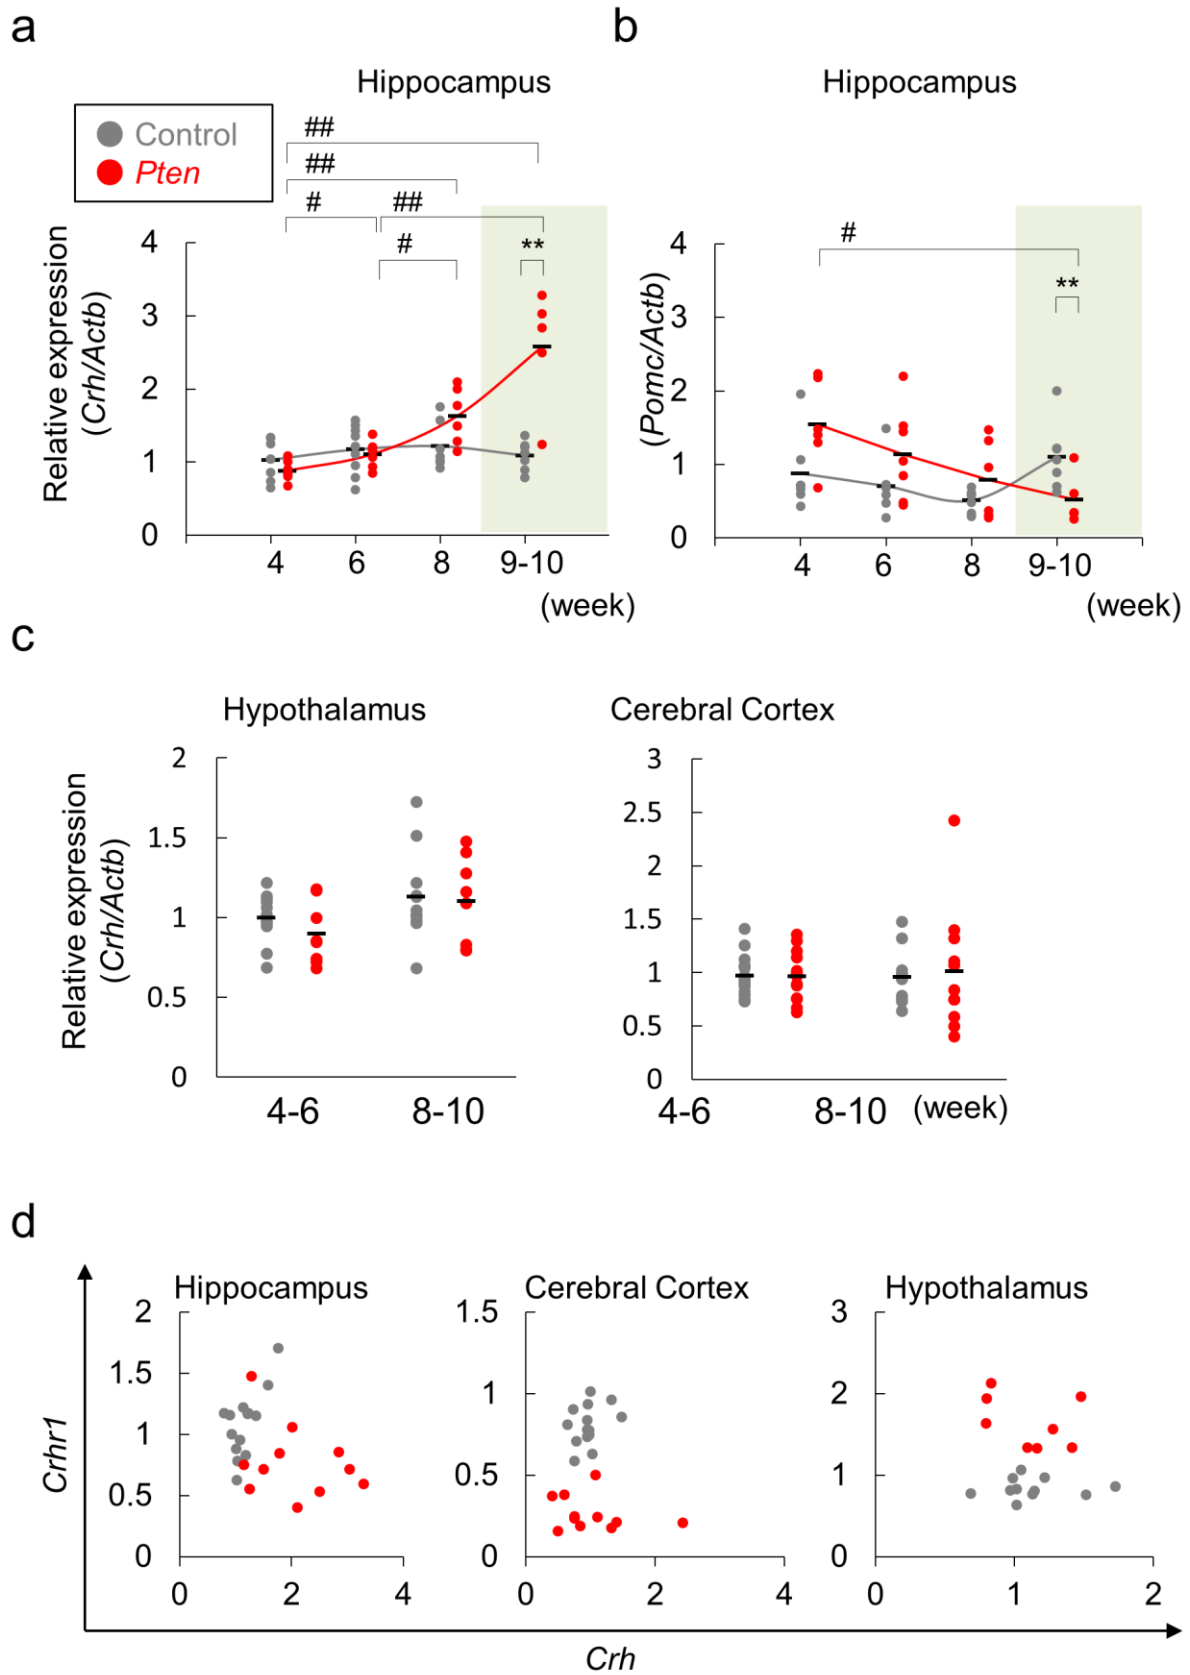 a
b
Hippocampus
Hippocampus
Control
Pten
##
##
#
##
#
**
#
**
Relative expression
(Crh/Actb)
4
3
2
1
0
4
6
8
9-10
(week)
(Pomc/Actb)
4
3
2
1
0
4
6
8
9-10
(week)
c
Hypothalamus
Cerebral Cortex
Relative expression
(Crh/Actb)
2
1.5
1
0.5
0
4-6
8-10
3
2.5
2
1.5
1
0.5
0
4-6
8-10
(week)
d
Hippocampus
Cerebral Cortex
Hypothalamus
Crhr1
2
1.5
1
0.5
0
0
2
4
1.5
1
0.5
0
0
2
4
3
2
1
0
0
1
2
Crh